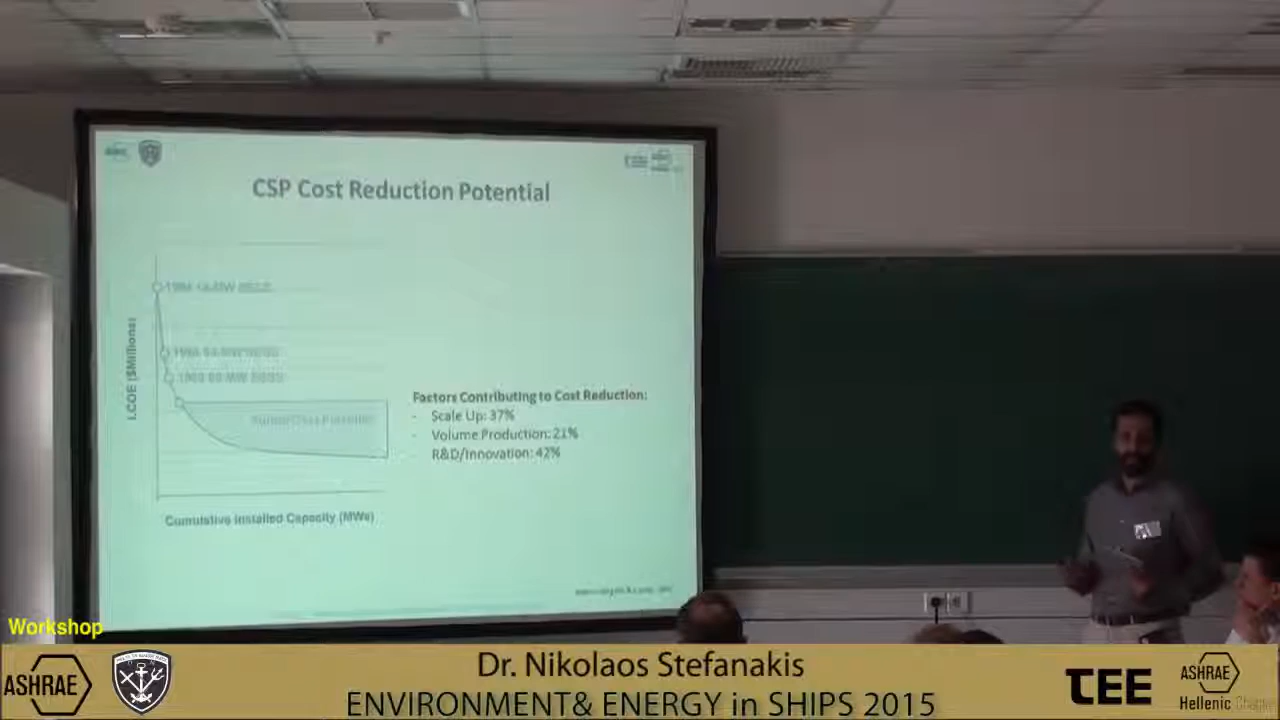 CSP Cost Reduction Potential
LCOE ($Millions)
Factors Contributing to Cost Reduction:
- Scale Up: 37%
- Volume Production: 21%
- R&D/Innovation: 42%
Cumulative Installed Capacity (MWe)
Workshop
ASHRAE
Dr. Nikolaos Stefanakis
ENVIRONMENT& ENERGY in SHIPS 2015
TEE
ASHRAE
Hellenic Chapter